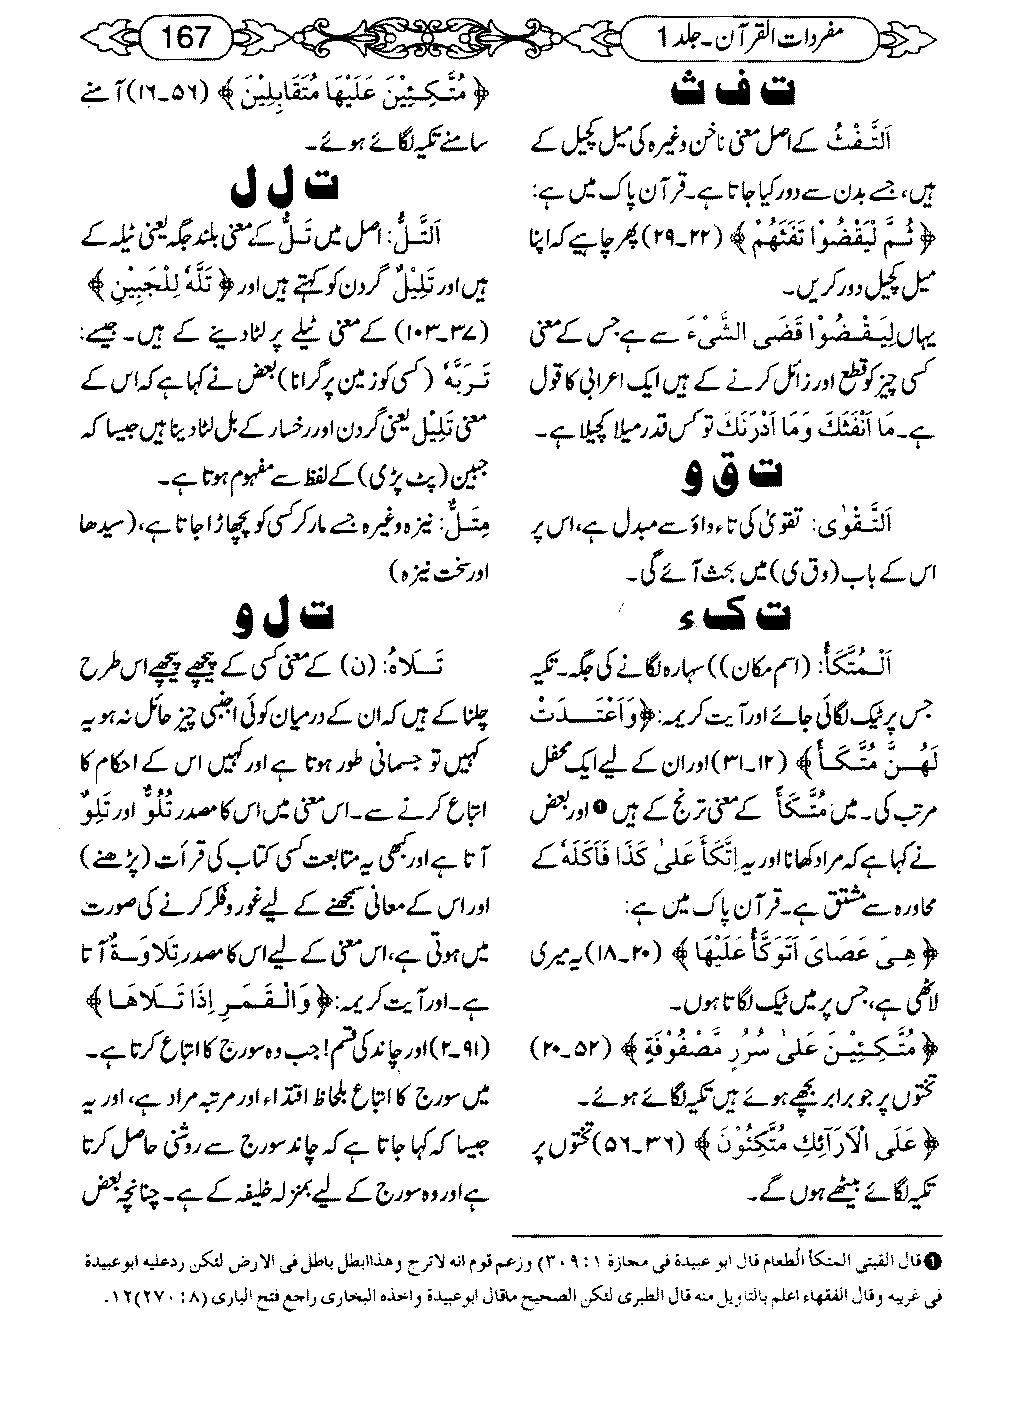 مفردات القرآن۔جلد 1
167
ت ف ث
اَلتَّفَثُ کے اصل معنی ناخن وغیرہ کی میل کچیل کے
ہیں، جسے بدن سے دور کیا جاتا ہے۔ قرآن پاک میں ہے:
﴿ثُمَّ لْيَقْضُوْا تَفَثَهُمْ﴾ (۲۲۔۲۹) پھر چاہیے کہ اپنا
میل کچیل دور کریں۔
یہاں لِیَقْضُوْا قَضَی الشَّیْءَ سے ہے جس کے معنی
کسی چیز کو قطع اور زائل کرنے کے ہیں ایک اعرابی کا قول
ہے۔ مَا اَتْفَثَكَ وَمَا اَدْرَنَكَ تو کس قدر میلا کچیلا ہے۔
ت ق و
اَلتَّقْوٰی: تقویٰ کی تاء واؤ سے مبدل ہے، اس پر
اس کے باب (وق ی) میں بحث آئے گی۔
ت ک ء
اَلْمُتَّکَأُ: (اسم مکان)) سہارہ لگانے کی جگہ۔ تکیہ
جس پر ٹیک لگائی جائے اور آیت کریمہ: ﴿وَاَعْتَدَتْ
لَهُنَّ مُتَّكَأً﴾ (۱۲۔۳۱) اور ان کے لیے ایک محفل
مرتب کی۔ میں مُتَّکَأً کے معنی ترنج کے ہیں❶ اور بعض
نے کہا ہے کہ مراد کھانا اور یہ اِتَّکَأَ عَلیٰ کَذَا فَاَکَلَهٗ کے
محاورہ سے مشتق ہے۔ قرآن پاک میں ہے:
﴿هِيَ عَصَايَ اَتَوَكَّأُ عَلَيْهَا﴾ (۲۰۔۱۸) یہ میری
لاٹھی ہے، جس پر میں ٹیک لگاتا ہوں۔
﴿مُتَّكِئِيْنَ عَلىٰ سُرُرٍ مَّصْفُوْفَةٍ﴾ (۵۲۔۲۰)
تختوں پر جو برابر بچھے ہوئے ہیں تکیہ لگائے ہوئے۔
﴿عَلَى الْاَرَآئِكِ مُتَّكِئُوْنَ﴾ (۳۶۔۵۶) تختوں پر
تکیہ لگائے بیٹھے ہوں گے۔
﴿مُتَّكِئِيْنَ عَلَيْهَا مُتَقَابِلِيْنَ﴾ (۵۶۔۱۶) آمنے
سامنے تکیہ لگائے ہوئے۔
ت ل ل
اَلتَّلُّ: اصل میں تَلٌّ کے معنی بلند جگہ یعنی ٹیلہ کے
ہیں اور تَلِیْلٌ گردن کو کہتے ہیں اور ﴿تَلَّهٗ لِلْجَبِيْنِ﴾
(۳۷۔۱۰۳) کے معنی ٹیلے پر لٹا دینے کے ہیں۔ جیسے:
تَرَبَّهٗ (کسی کو زمین پر گرانا) بعض نے کہا ہے کہ اس کے
معنی تَلِیْل یعنی گردن اور رخسار کے بل لٹا دینا ہیں جیسا کہ
جبین (پٹ پڑی) کے لفظ سے مفہوم ہوتا ہے۔
مِتَلٌّ: نیزہ وغیرہ جسے مار کر کسی کو پچھاڑا جاتا ہے، (سیدھا
اور سخت نیزہ)
ت ل و
تَلَاهُ: (ن) کے معنی کسی کے پیچھے پیچھے اس طرح
چلنا کے ہیں کہ ان کے درمیان کوئی اجنبی چیز حائل نہ ہو یہ
کہیں تو جسمانی طور ہوتا ہے اور کہیں اس کے احکام کا
اتباع کرنے سے۔ اس معنی میں اس کا مصدر تُلُوٌّ اور تَلْوٌ
آتا ہے اور کبھی یہ متابعت کسی کتاب کی قرأت (پڑھنے)
اور اس کے معانی سمجھنے کے لیے غور و فکر کرنے کی صورت
میں ہوتی ہے، اس معنی کے لیے اس کا مصدر تِلَاوَةٌ آتا
ہے۔ اور آیت کریمہ: ﴿وَالْقَمَرِ اِذَا تَلَاهَا﴾
(۹۱۔۲) اور چاند کی قسم! جب وہ سورج کا اتباع کرتا ہے۔
میں سورج کا اتباع بلحاظ اقتداء اور مرتبہ مراد ہے، اور یہ
جیسا کہ کہا جاتا ہے کہ چاند سورج سے روشنی حاصل کرتا
ہے اور وہ سورج کے لیے بمنزلہ خلیفہ کے ہے۔ چنانچہ بعض
❶ قال القبتی المتکأ الطعام قال ابو عبیدة فی مجازة ۱: ۳۰۹) وزعم قوم انه لاترج وهذاابطل باطل فی الارض لٰکن ردعلیه ابوعبیدة
فی غریبه وقال الفقهاء اعلم بالتاویل منه قال الطبری لٰکن الصحیح ماقال ابوعبیدة واخذه البخاری راجع فتح الباری (۸: ۲۷۰) ۱۲.